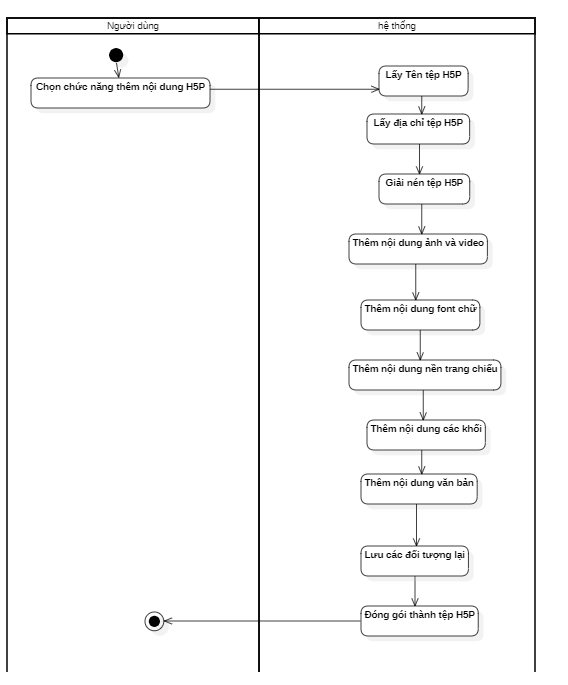 Người dùng
hệ thống
Chọn chức năng thêm nội dung H5P
Lấy Tên tệp H5P
Lấy địa chỉ tệp H5P
Giải nén tệp H5P
Thêm nội dung ảnh và video
Thêm nội dung font chữ
Thêm nội dung nền trang chiếu
Thêm nội dung các khối
Thêm nội dung văn bản
Lưu các đối tượng lại
Đóng gói thành tệp H5P